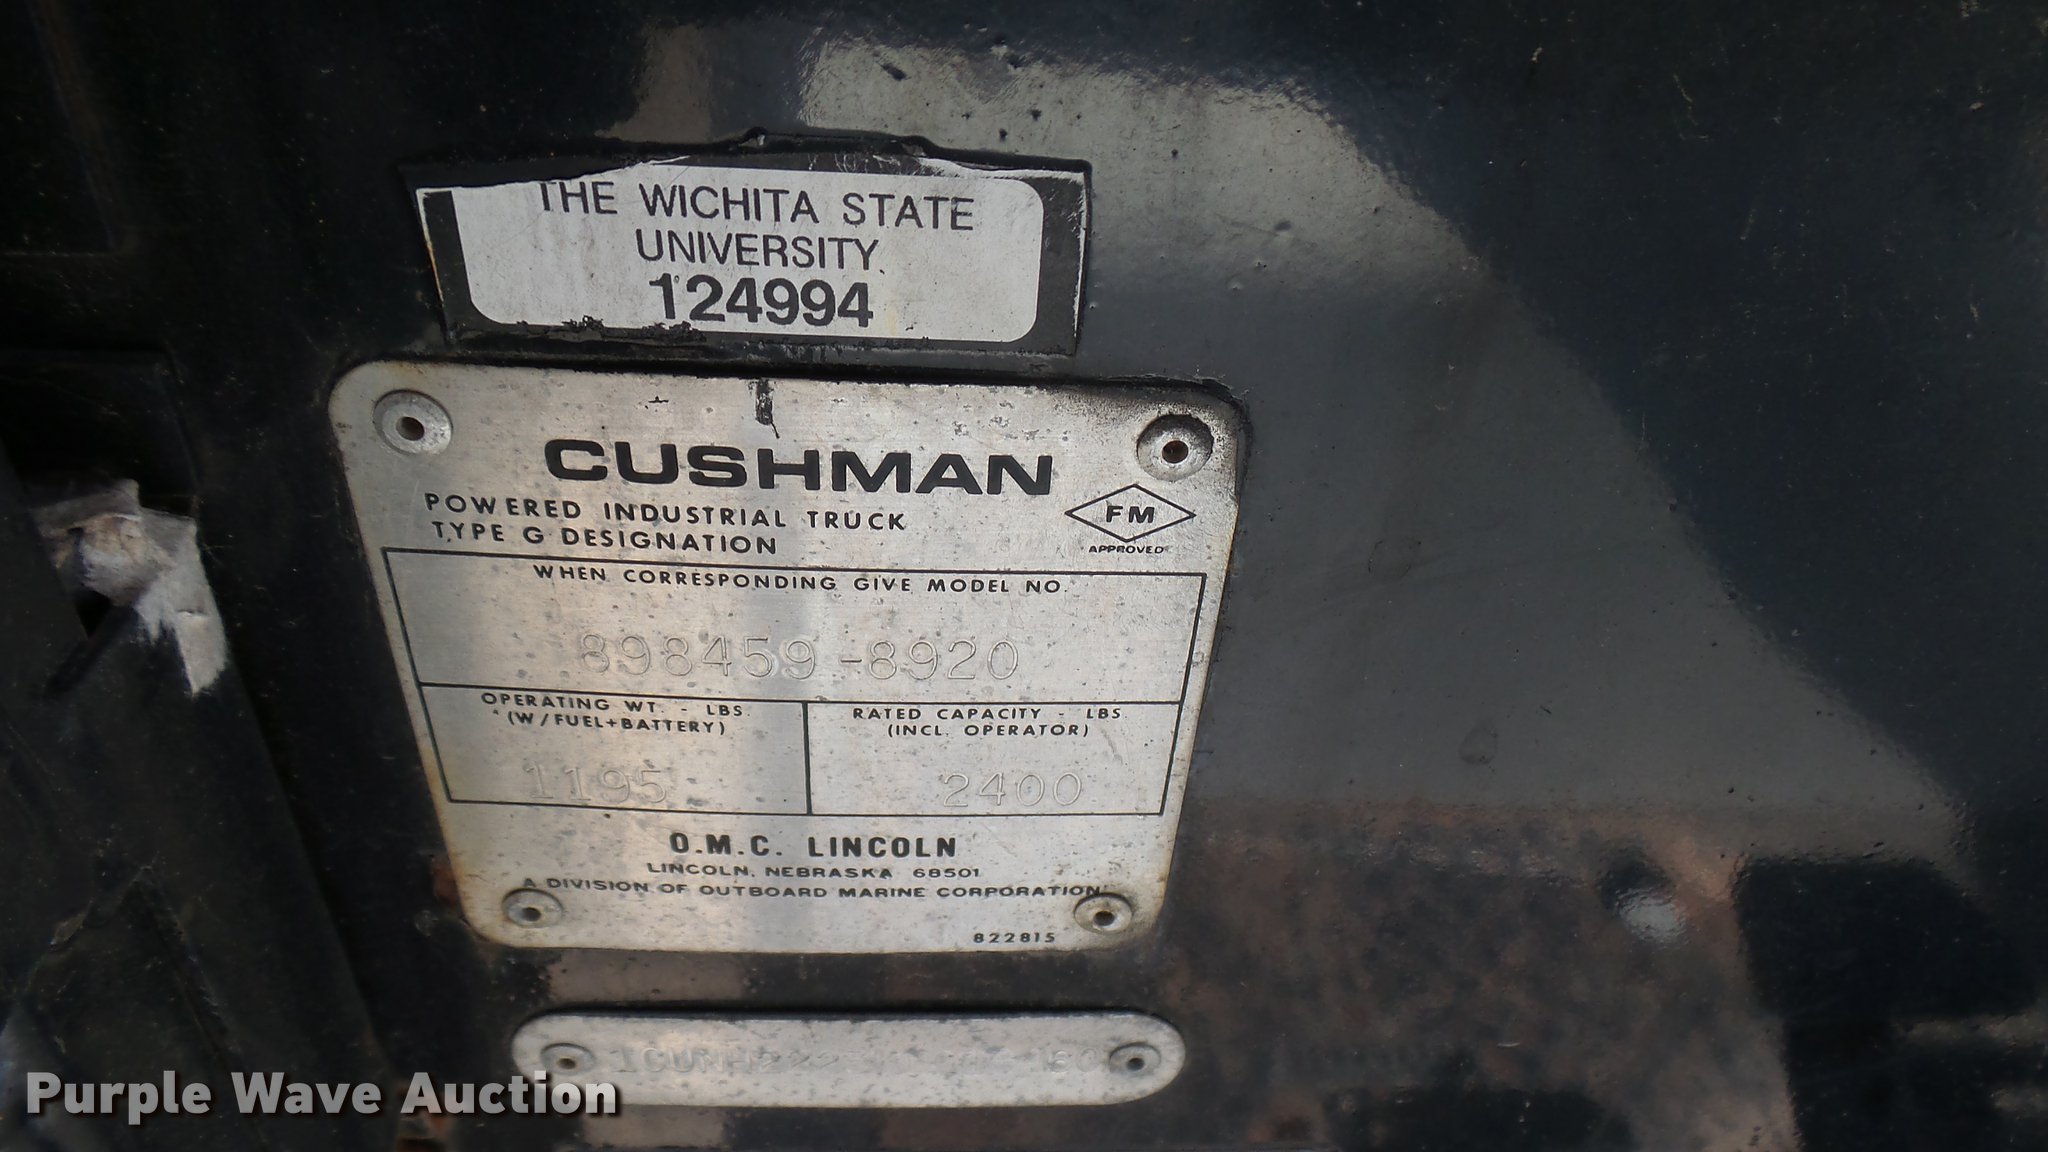 THE WICHITA STATE
UNIVERSITY
124994
CUSHMAN
POWERED INDUSTRIAL TRUCK
TYPE G DESIGNATION
FM
APPROVED
WHEN CORRESPONDING GIVE MODEL NO.
898459-8920
OPERATING WT. - LBS.
(W/FUEL+BATTERY)
RATED CAPACITY - LBS
(INCL. OPERATOR)
1195
2400
O.M.C. LINCOLN
LINCOLN, NEBRASKA 68501
A DIVISION OF OUTBOARD MARINE CORPORATION
822815
Purple Wave Auction